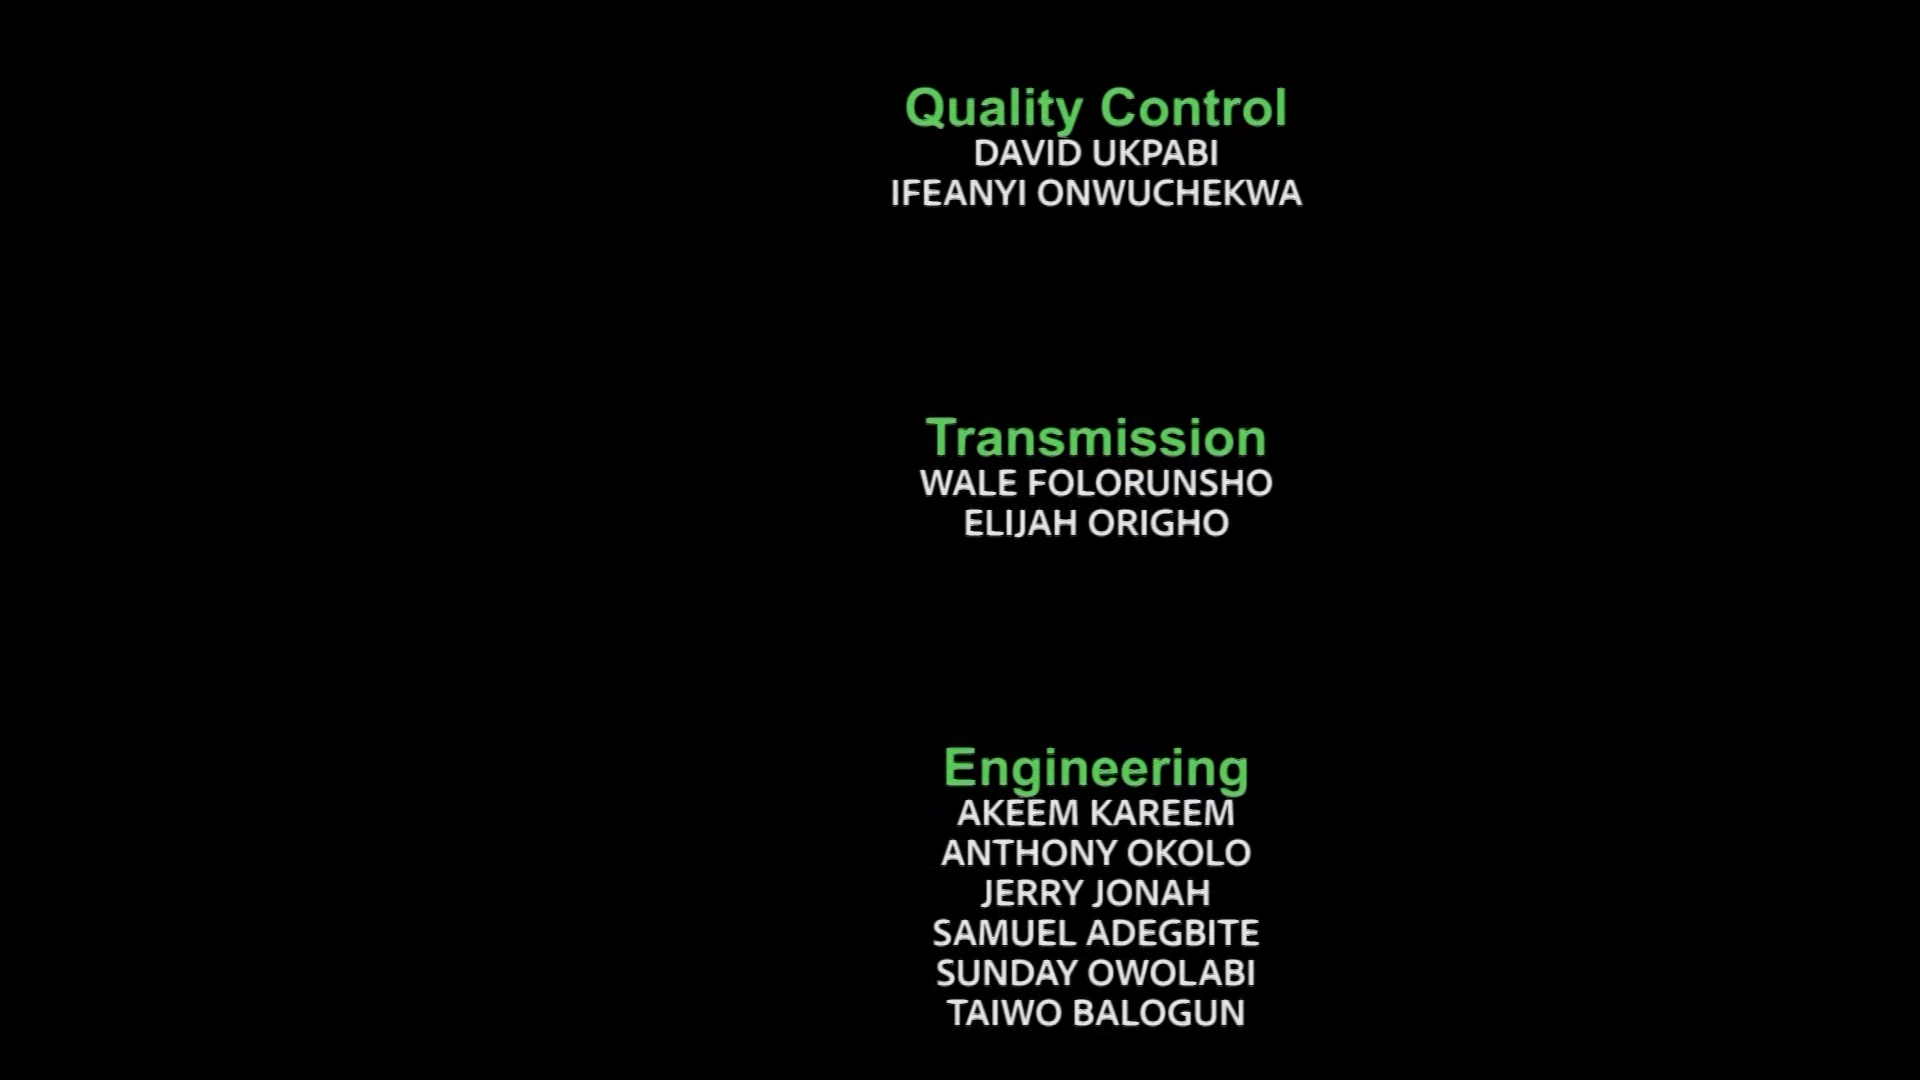 Quality Control
DAVID UKPABI
IFEANYI ONWUCHEKWA
Transmission
WALE FOLORUNSHO
ELIJAH ORIGHO
Engineering
AKEEM KAREEM
ANTHONY OKOLO
JERRY JONAH
SAMUEL ADEGBITE
SUNDAY OWOLABI
TAIWO BALOGUN